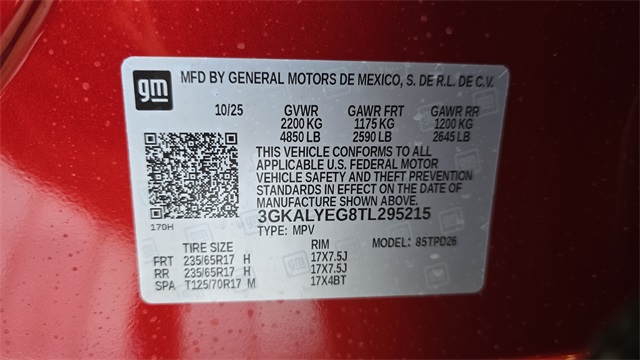 gm
MFD BY GENERAL MOTORS DE MEXICO, S. DE R.L. DE C.V.
10/25 GVWR GAWR FRT GAWR RR
2200 KG 1175 KG 1200 KG
4850 LB 2590 LB 2645 LB
THIS VEHICLE CONFORMS TO ALL
APPLICABLE U.S. FEDERAL MOTOR
VEHICLE SAFETY AND THEFT PREVENTION
STANDARDS IN EFFECT ON THE DATE OF
MANUFACTURE SHOWN ABOVE.
3GKALYEG8TL295215
170H TYPE: MPV
TIRE SIZE RIM MODEL: 85TPD26
FRT 235/65R17 H 17X7.5J
RR 235/65R17 H 17X7.5J
SPA T125/70R17 M 17X4BT